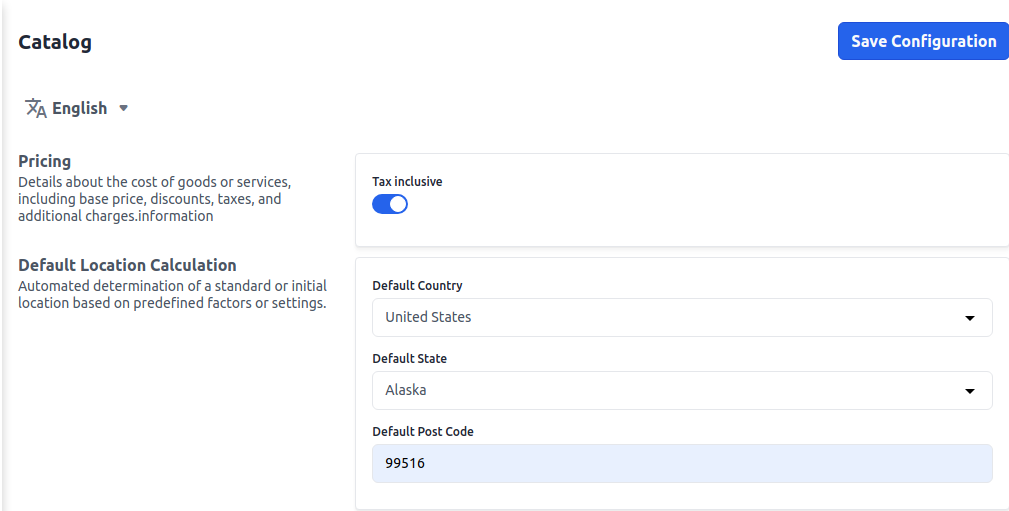 Catalog
Save Configuration
English
Pricing
Details about the cost of goods or services,
including base price, discounts, taxes, and
additional charges.information
Tax inclusive
Default Location Calculation
Automated determination of a standard or initial
location based on predefined factors or settings.
Default Country
United States
Default State
Alaska
Default Post Code
99516